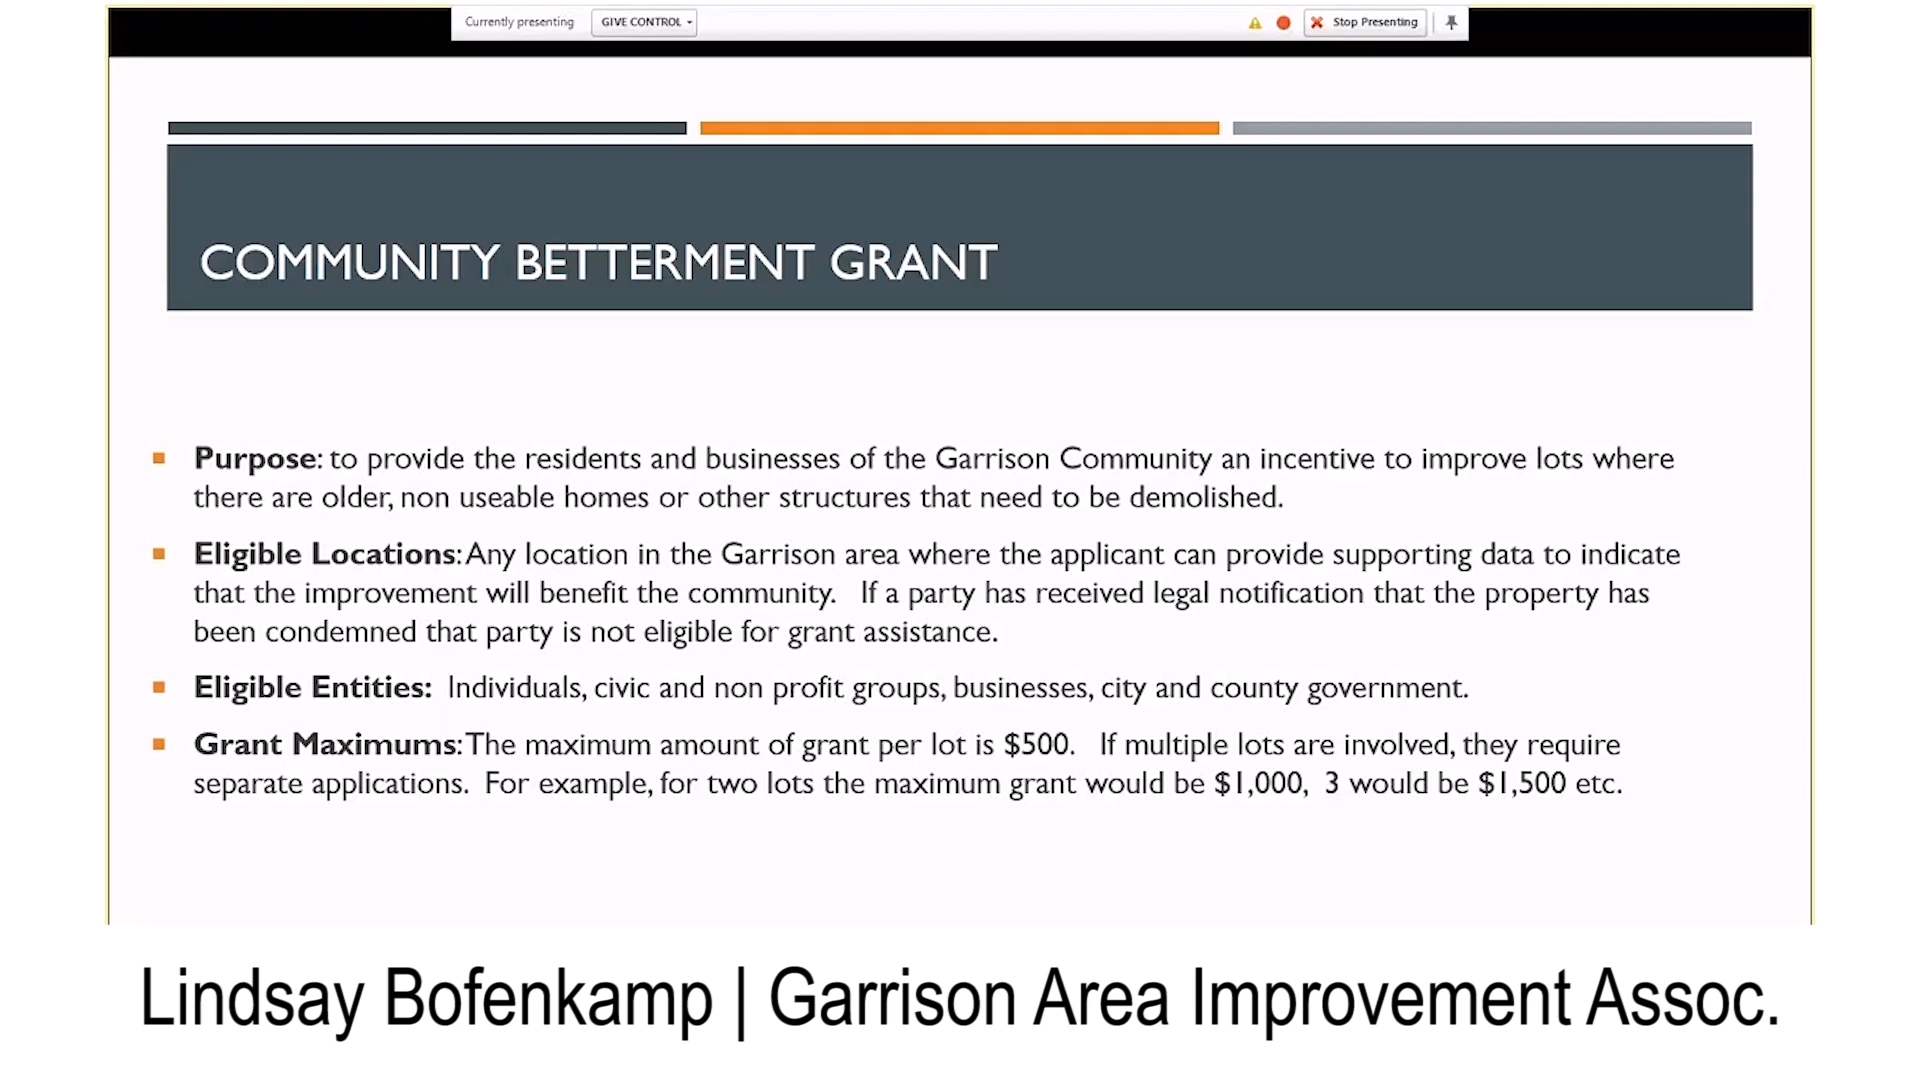 Currently presenting GIVE CONTROL Stop Presenting
COMMUNITY BETTERMENT GRANT
Purpose: to provide the residents and businesses of the Garrison Community an incentive to improve lots where
there are older, non useable homes or other structures that need to be demolished.
Eligible Locations: Any location in the Garrison area where the applicant can provide supporting data to indicate
that the improvement will benefit the community. If a party has received legal notification that the property has
been condemned that party is not eligible for grant assistance.
Eligible Entities: Individuals, civic and non profit groups, businesses, city and county government.
Grant Maximums: The maximum amount of grant per lot is $500. If multiple lots are involved, they require
separate applications. For example, for two lots the maximum grant would be $1,000, 3 would be $1,500 etc.
Lindsay Bofenkamp | Garrison Area Improvement Assoc.